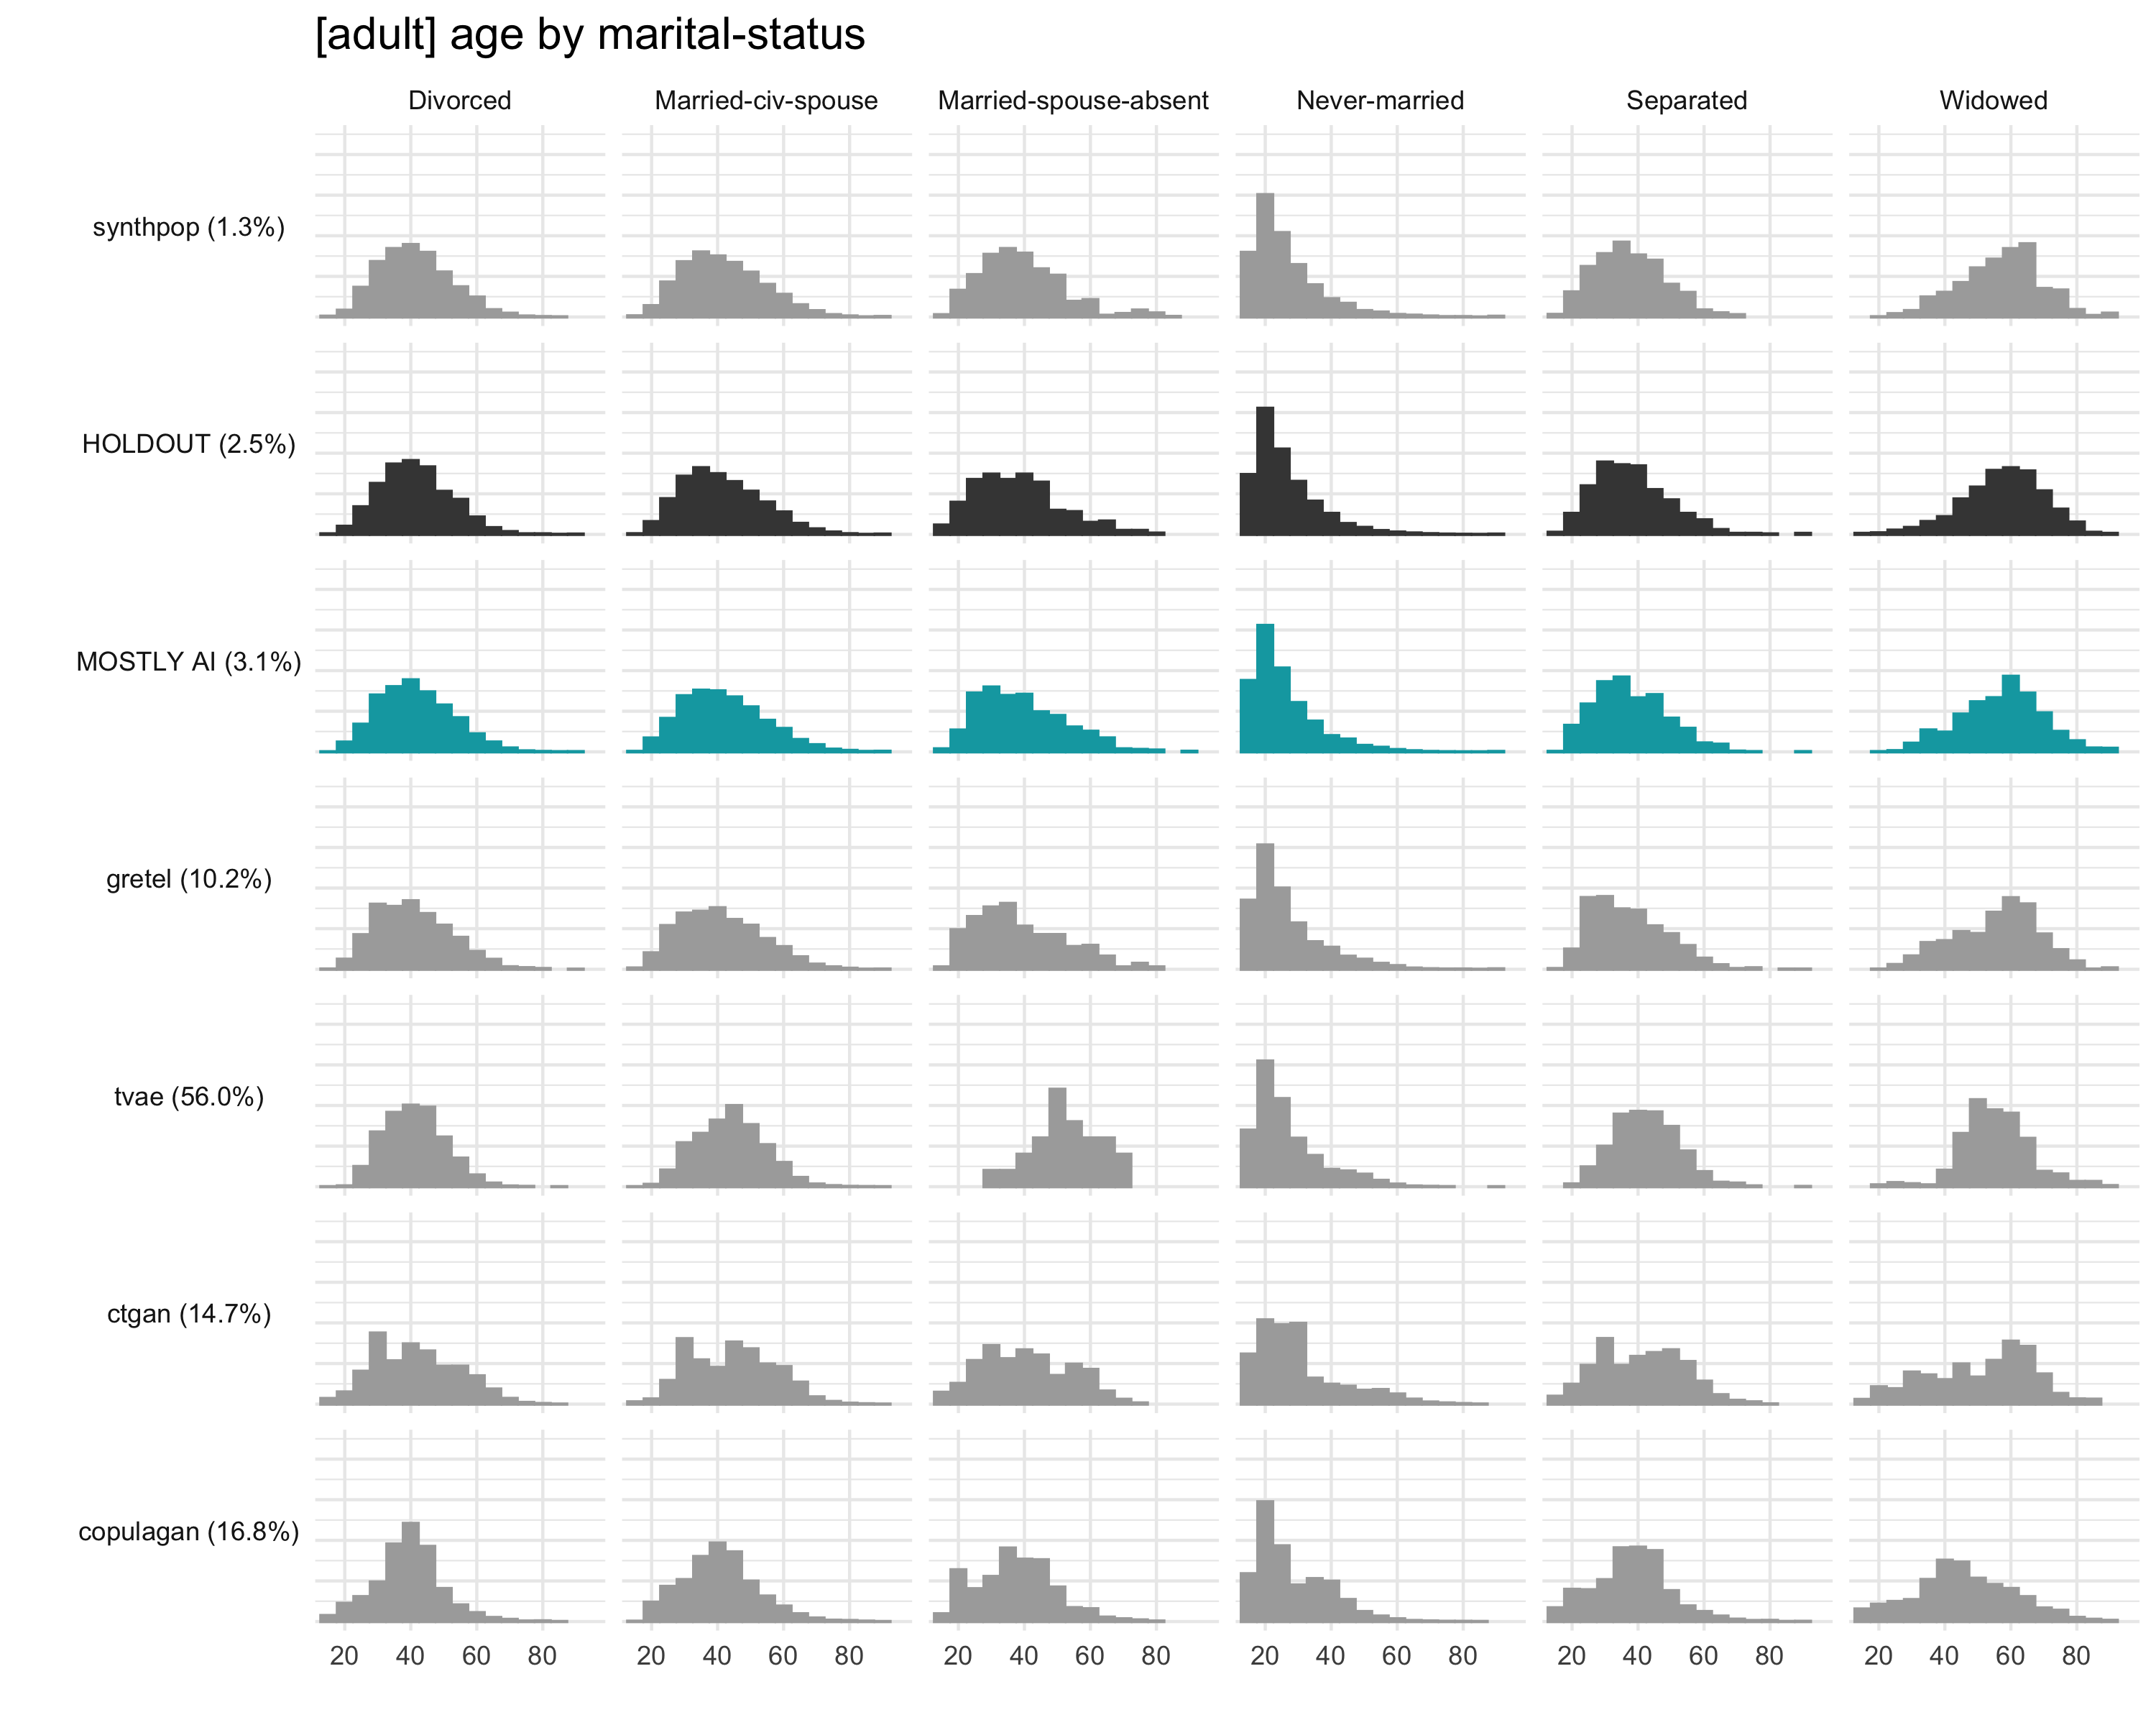 [adult] age by marital-status
Divorced Married-civ-spouse Married-spouse-absent Never-married Separated Widowed
synthpop (1.3%)
HOLDOUT (2.5%)
MOSTLY AI (3.1%)
gretel (10.2%)
tvae (56.0%)
ctgan (14.7%)
copulagan (16.8%)
20 40 60 80 20 40 60 80 20 40 60 80 20 40 60 80 20 40 60 80 20 40 60 80